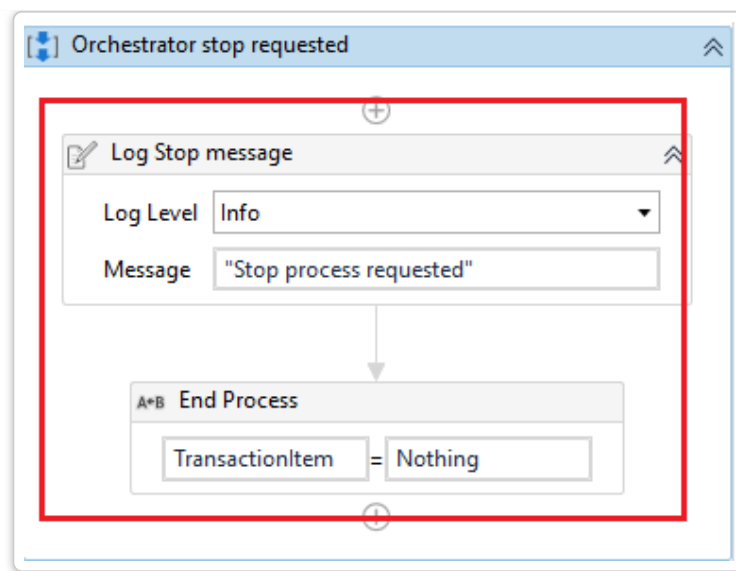 Orchestrator stop requested
Log Stop message
Log Level Info
Message "Stop process requested"
A+B End Process
TransactionItem = Nothing